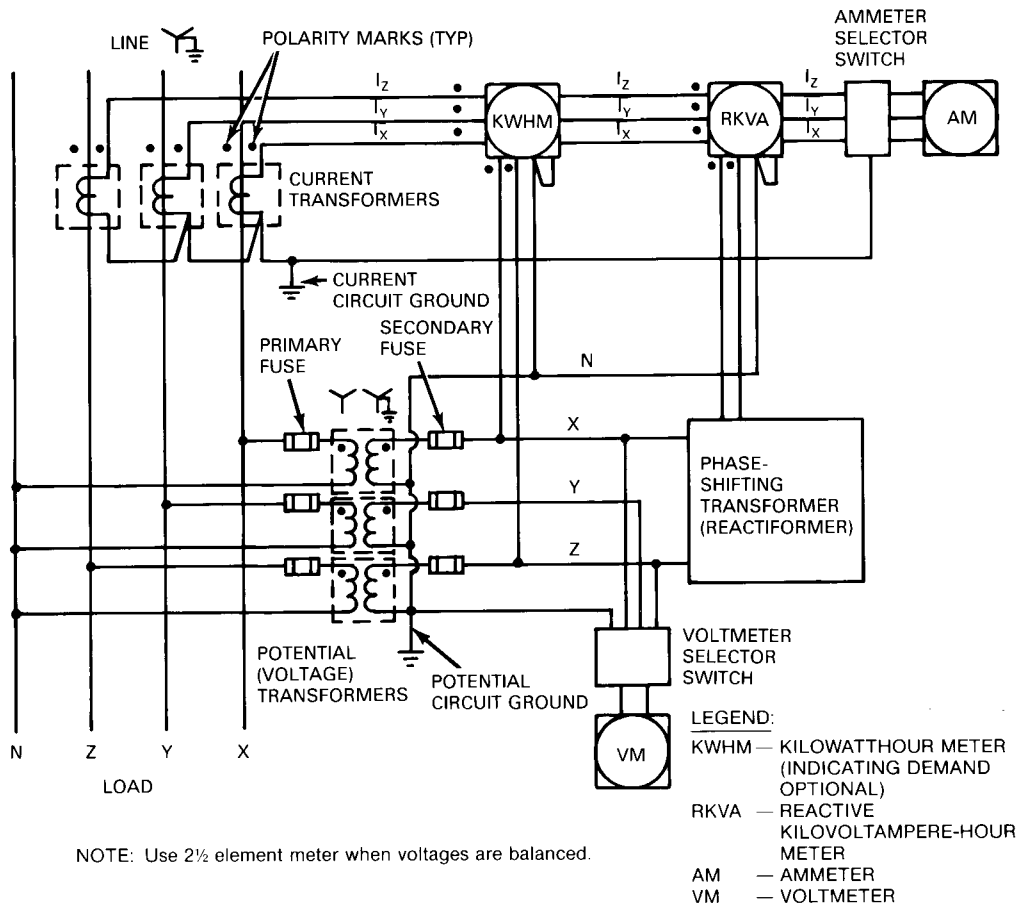 LINE
POLARITY MARKS (TYP)
AMMETER
SELECTOR
SWITCH
I_Z
I_Y
I_X
KWHM
I_Z
I_Y
I_X
RKVA
I_Z
I_Y
I_X
AM
CURRENT
TRANSFORMERS
CURRENT
CIRCUIT GROUND
PRIMARY
FUSE
SECONDARY
FUSE
N
X
Y
Z
PHASE-
SHIFTING
TRANSFORMER
(REACTIFORMER)
POTENTIAL
(VOLTAGE)
TRANSFORMERS
POTENTIAL
CIRCUIT GROUND
VOLTMETER
SELECTOR
SWITCH
VM
N Z Y X
LOAD
LEGEND:
KWHM — KILOWATTHOUR METER
(INDICATING DEMAND
OPTIONAL)
RKVA — REACTIVE
KILOVOLTAMPERE-HOUR
METER
AM — AMMETER
VM — VOLTMETER
NOTE: Use 2½ element meter when voltages are balanced.